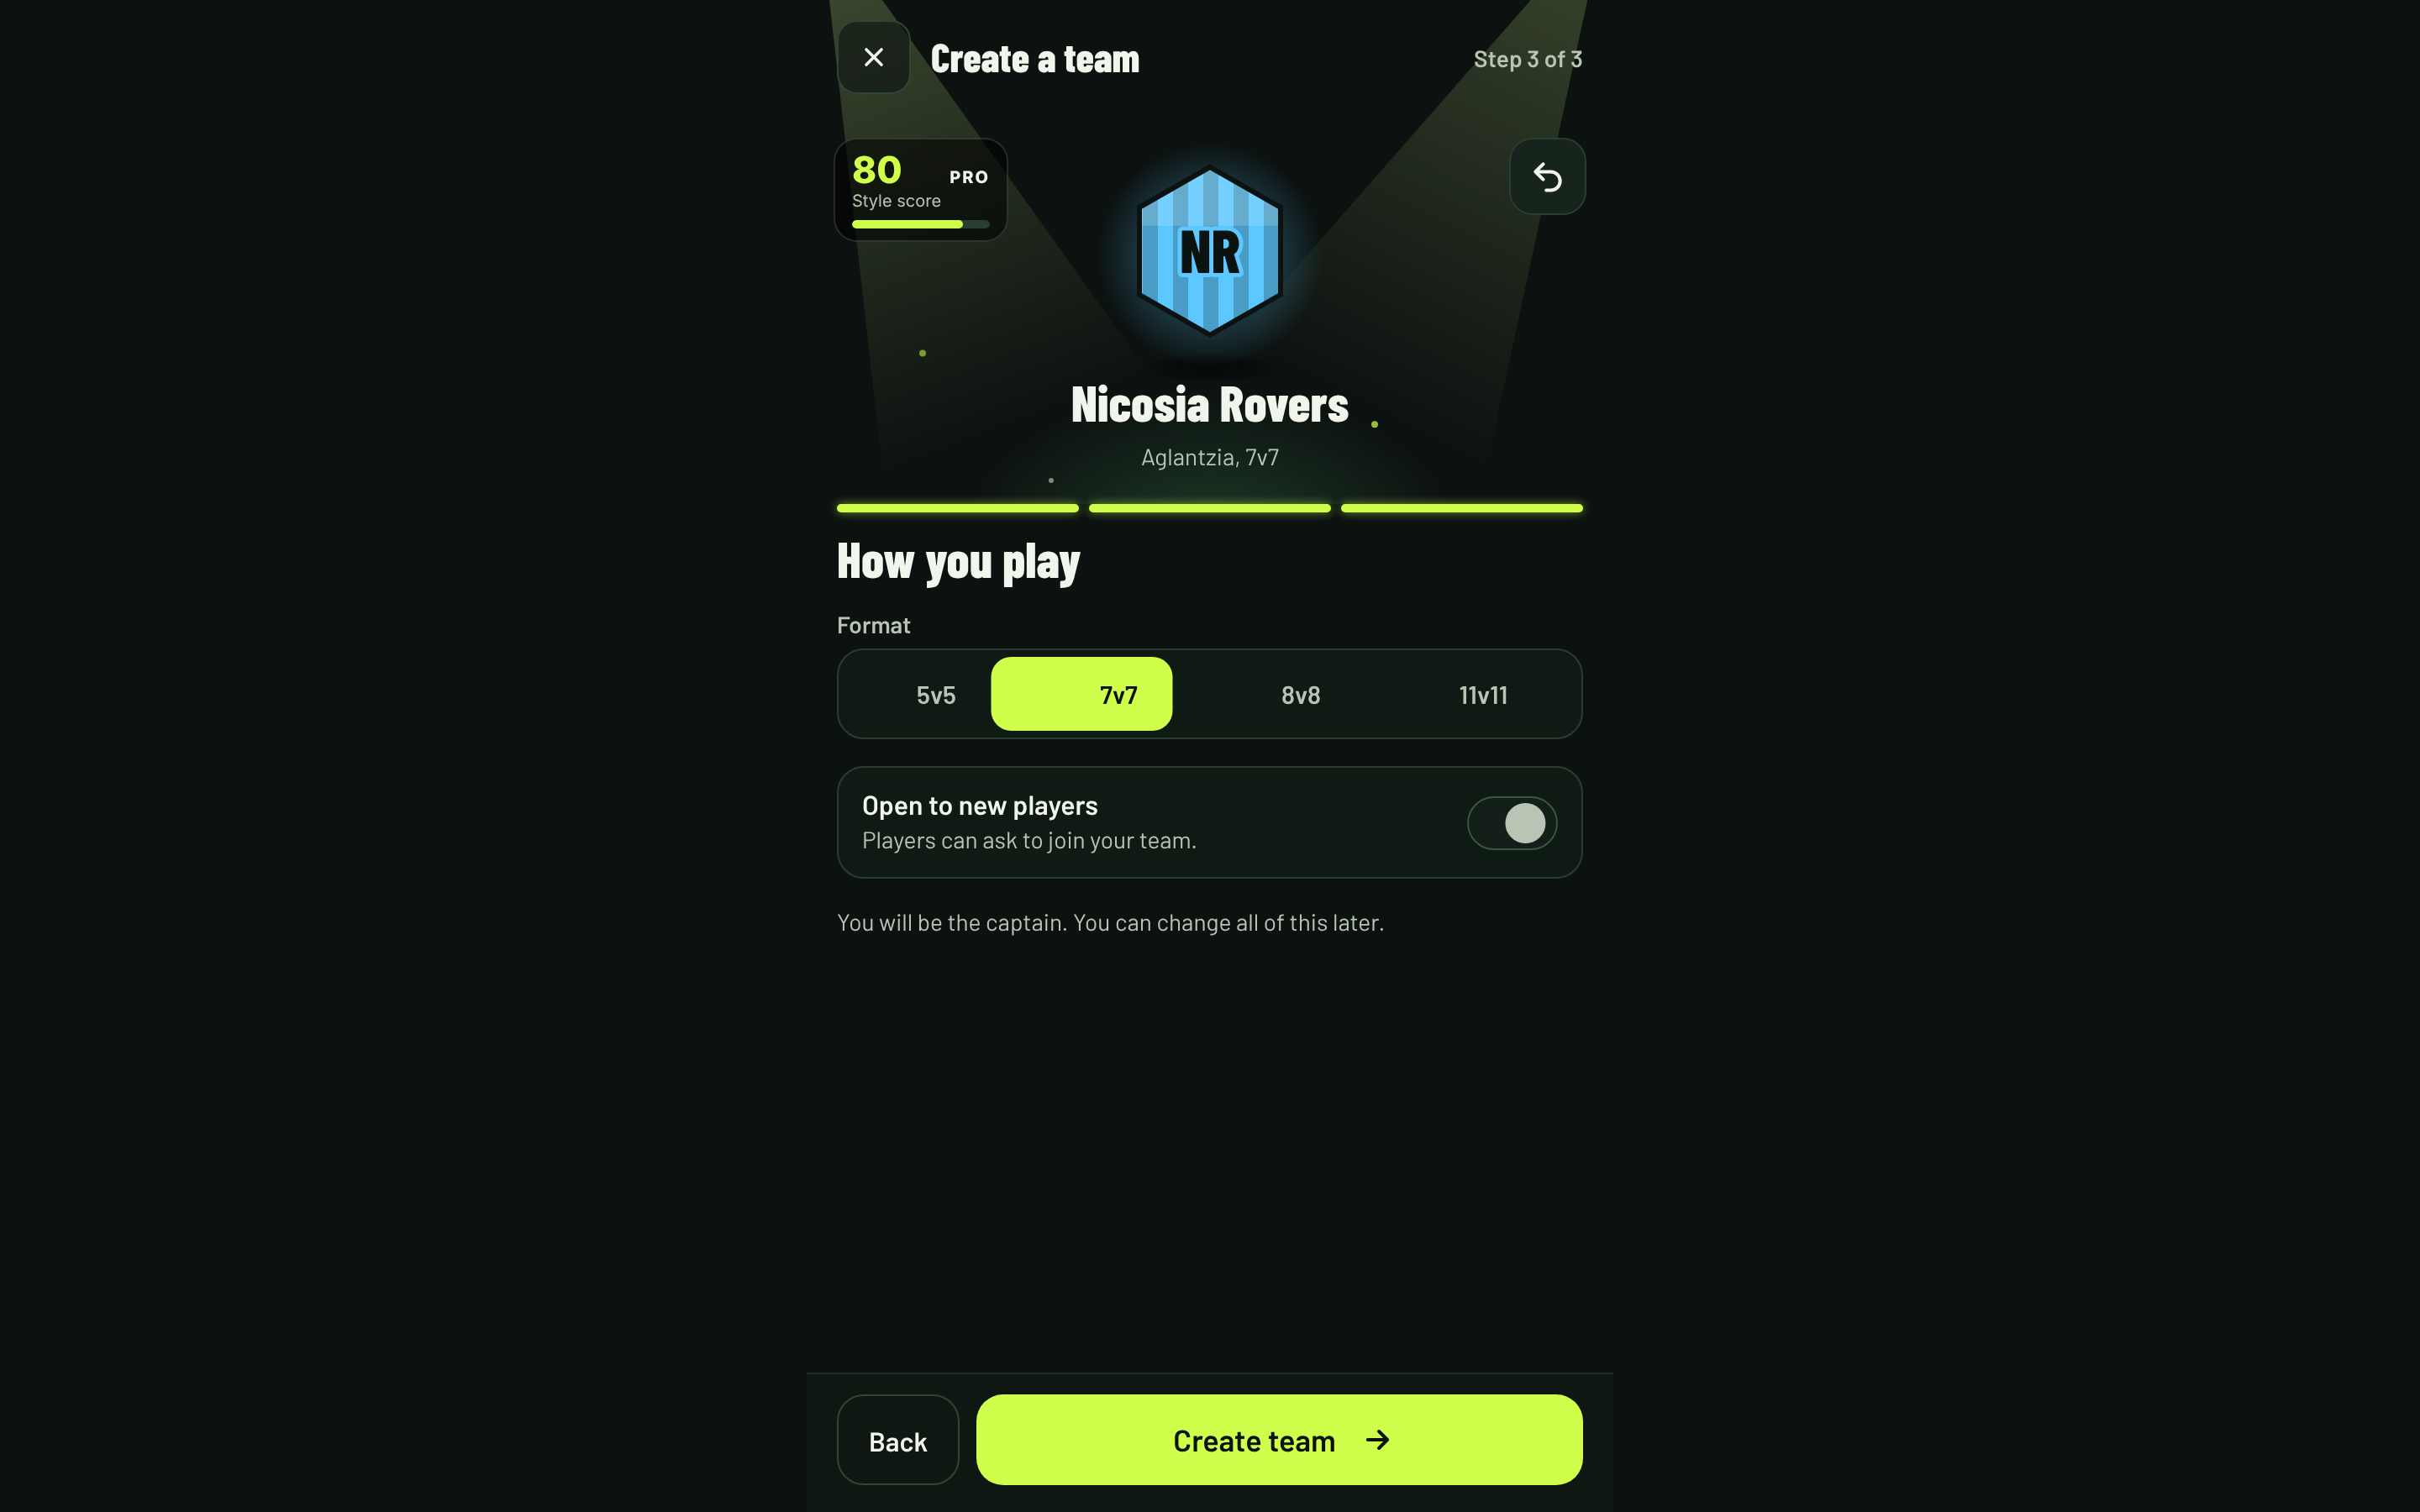 Create a team
Step 3 of 3
80
PRO
Style score
NR
Nicosia Rovers
Aglantzia, 7v7
How you play
Format
5v5
7v7
8v8
11v11
Open to new players
Players can ask to join your team.
You will be the captain. You can change all of this later.
Back
Create team